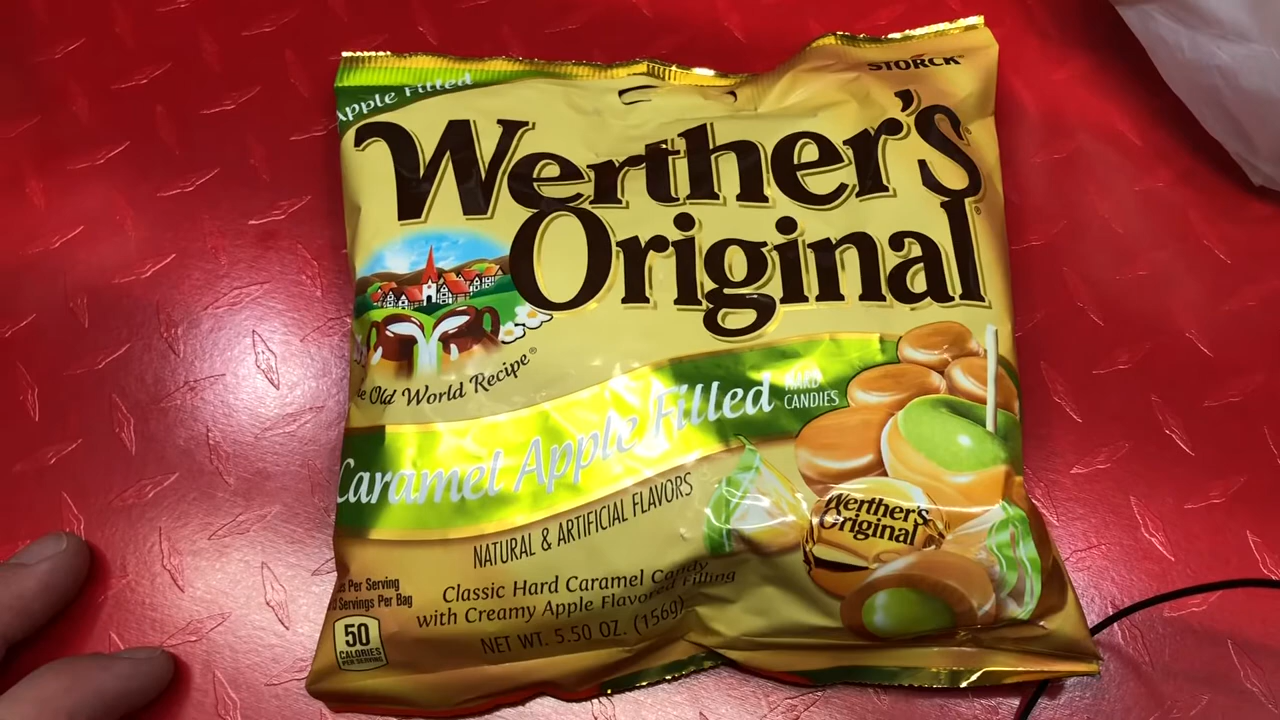 STORCK®
Apple Filled
Werther's®
Original®
Old World Recipe®
Caramel Apple Filled
HARD
CANDIES
NATURAL & ARTIFICIAL FLAVORS
Werther's
Original
Classic Hard Caramel Candy
with Creamy Apple Flavored Filling
NET WT. 5.50 OZ. (156g)
Per Serving
Servings Per Bag
50
CALORIES
PER SERVING